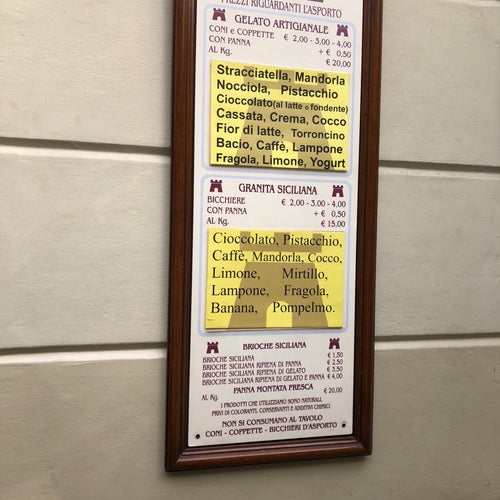 PREZZI RIGUARDANTI L'ASPORTO
GELATO ARTIGIANALE
CONI e COPPETTE € 2,00 - 3,00 - 4,00
CON PANNA + € 0,50
AL Kg. € 20,00
Stracciatella, Mandorla
Nocciola, Pistacchio
Cioccolato(al latte o fondente)
Cassata, Crema, Cocco
Fior di latte, Torroncino
Bacio, Caffè, Lampone
Fragola, Limone, Yogurt
GRANITA SICILIANA
BICCHIERE € 2,00 - 3,00 - 4,00
CON PANNA + € 0,50
AL Kg. € 15,00
Cioccolato, Pistacchio,
Caffè, Mandorla, Cocco,
Limone, Mirtillo,
Lampone, Fragola,
Banana, Pompelmo.
BRIOCHE SICILIANA
BRIOCHE SICILIANA € 1,50
BRIOCHE SICILIANA RIPIENA DI PANNA € 2,50
BRIOCHE SICILIANA RIPIENA DI GELATO € 3,50
BRIOCHE SICILIANA RIPIENA DI GELATO E PANNA € 4,00
PANNA MONTATA FRESCA
AL Kg. € 20,00
I PRODOTTI CHE UTILIZZIAMO SONO NATURALI,
PRIVI DI COLORANTI, CONSERVANTI E ADDITIVI CHIMICI
NON SI CONSUMANO AL TAVOLO
CONI - COPPETTE - BICCHIERI D'ASPORTO